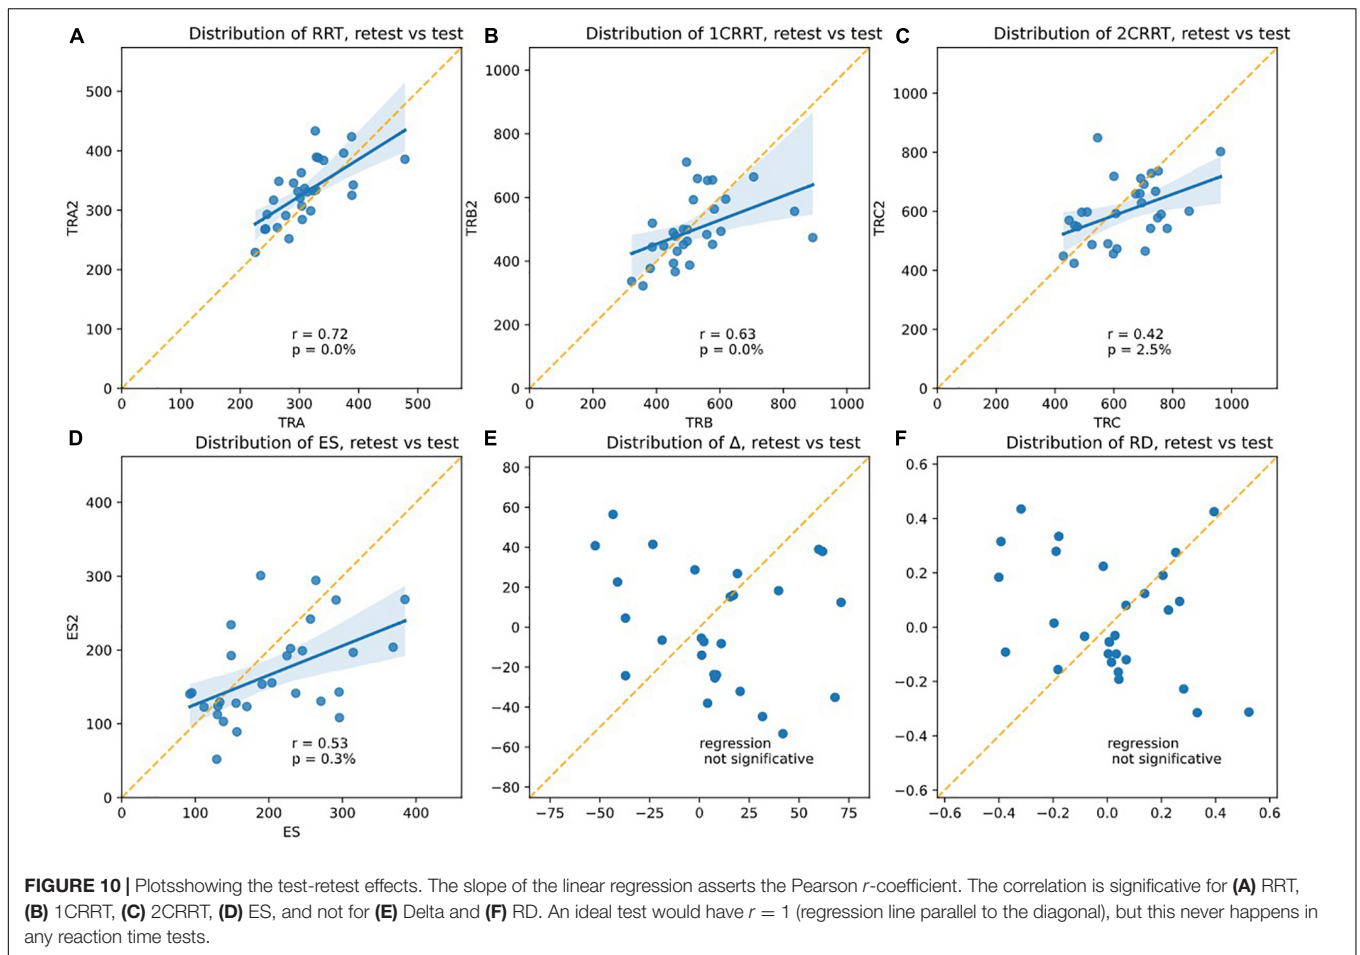 A Distribution of RRT, retest vs test
500
400
300
200
100
0
TRA2
r = 0.72
p = 0.0%
0 100 200 300 400 500
TRA
B Distribution of 1CRRT, retest vs test
1000
800
600
400
200
0
TRB2
r = 0.63
p = 0.0%
0 200 400 600 800 1000
TRB
C Distribution of 2CRRT, retest vs test
1000
800
600
400
200
0
TRC2
r = 0.42
p = 2.5%
0 200 400 600 800 1000
TRC
D Distribution of ES, retest vs test
400
300
200
100
0
ES2
r = 0.53
p = 0.3%
0 100 200 300 400
ES
E Distribution of Δ, retest vs test
80
60
40
20
0
−20
−40
−60
−80
regression
not significative
−75 −50 −25 0 25 50 75
F Distribution of RD, retest vs test
0.6
0.4
0.2
0.0
−0.2
−0.4
−0.6
regression
not significative
−0.6 −0.4 −0.2 0.0 0.2 0.4 0.6
FIGURE 10 | Plotsshowing the test-retest effects. The slope of the linear regression asserts the Pearson r-coefficient. The correlation is significative for (A) RRT,
(B) 1CRRT, (C) 2CRRT, (D) ES, and not for (E) Delta and (F) RD. An ideal test would have r = 1 (regression line parallel to the diagonal), but this never happens in
any reaction time tests.